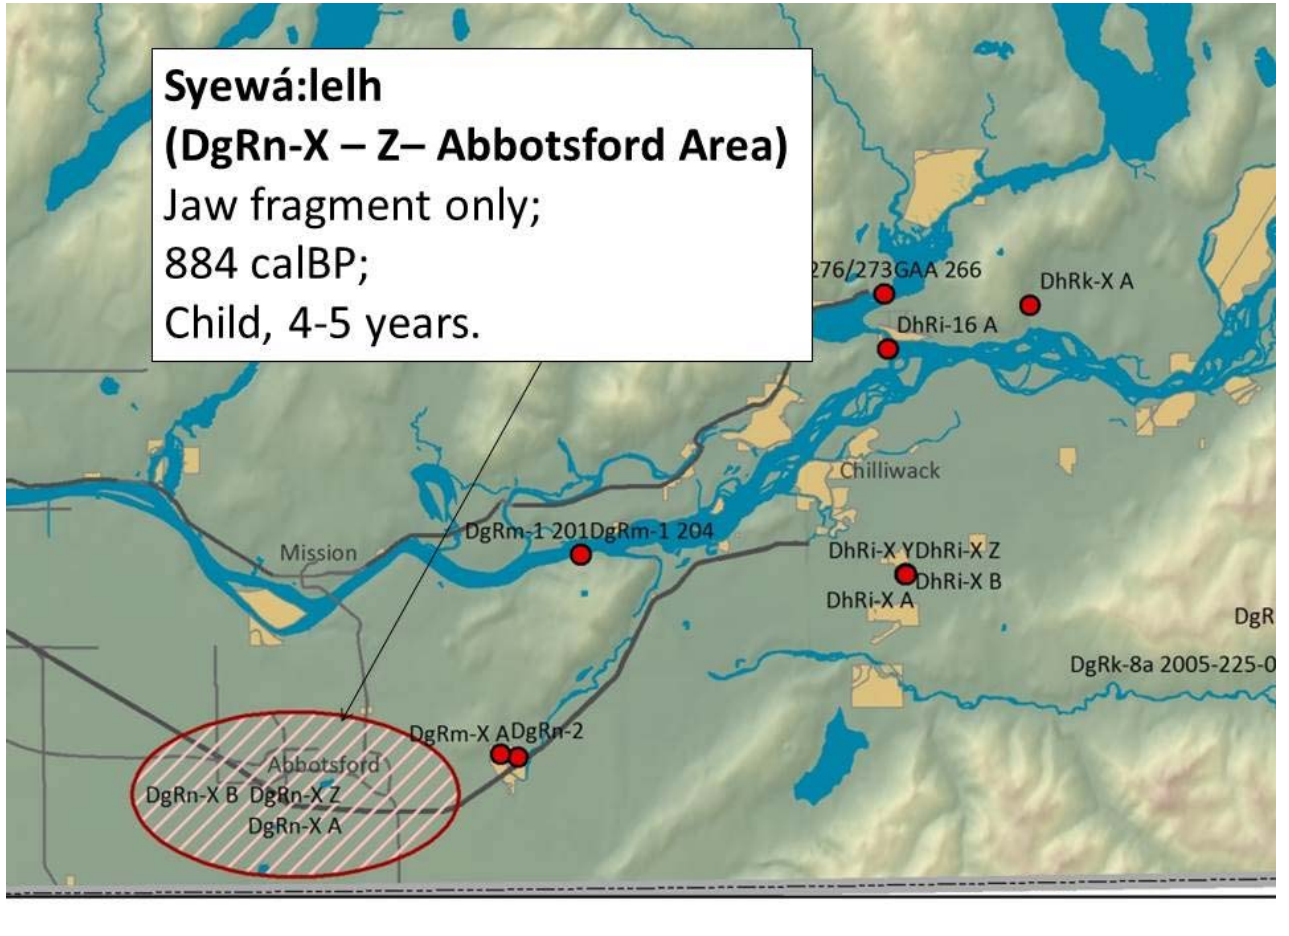 Syewá:lelh
(DgRn-X – Z– Abbotsford Area)
Jaw fragment only;
884 calBP;
Child, 4-5 years.
276/273GAA 266
DhRk-X A
DhRi-16 A
Chilliwack
DgRm-1 201DgRm-1 204
Mission
DhRi-X YDhRi-X Z
DhRi-X B
DhRi-X A
DgR
DgRk-8a 2005-225-0
DgRm-X ADgRn-2
Abbotsford
DgRn-X B DgRn-X Z
DgRn-X A